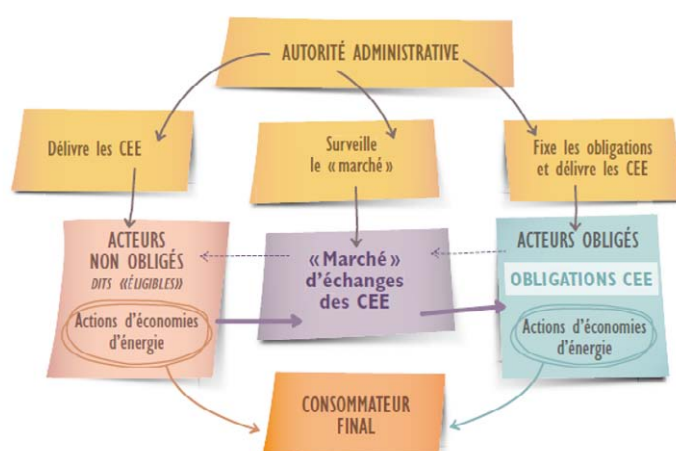 AUTORITÉ ADMINISTRATIVE
Délivre les CEE
Surveille
le «marché»
Fixe les obligations
et délivre les CEE
ACTEURS
NON OBLIGÉS
DITS «ÉLIGIBLES»
Actions d'économies
d'énergie
«Marché»
d'échanges
des CEE
ACTEURS OBLIGÉS
OBLIGATIONS CEE
Actions d'économies
d'énergie
CONSOMMATEUR
FINAL